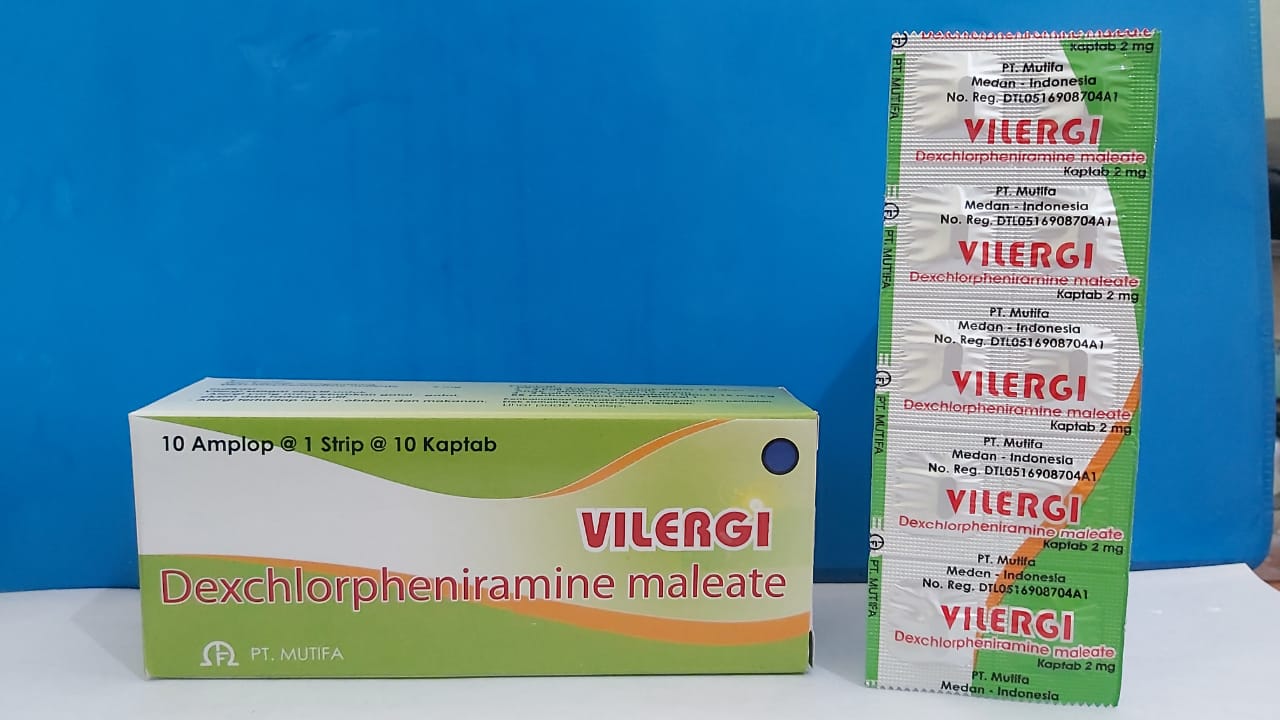 10 Amplop @ 1 Strip @ 10 Kaptab
VILERGI
Dexchlorpheniramine maleate
PT. MUTIFA
Dexchlorpheniramine maleate
Kaptab 2 mg
PT. Mutifa
Medan - Indonesia
No. Reg. DTL0516908704A1
VILERGI
Dexchlorpheniramine maleate
Kaptab 2 mg
PT. Mutifa
Medan - Indonesia
No. Reg. DTL0516908704A1
VILERGI
Dexchlorpheniramine maleate
Kaptab 2 mg
PT. Mutifa
Medan - Indonesia
No. Reg. DTL0516908704A1
VILERGI
Dexchlorpheniramine maleate
Kaptab 2 mg
PT. Mutifa
Medan - Indonesia
No. Reg. DTL0516908704A1
VILERGI
Dexchlorpheniramine maleate
Kaptab 2 mg
PT. Mutifa
Medan - Indonesia
No. Reg. DTL0516908704A1
VILERGI
Dexchlorpheniramine maleate
Kaptab 2 mg
PT. Mutifa
Medan - Indonesia
PT. MUTIFA
PT. MUTIFA
PT. MUTIFA
PT. MUTIFA